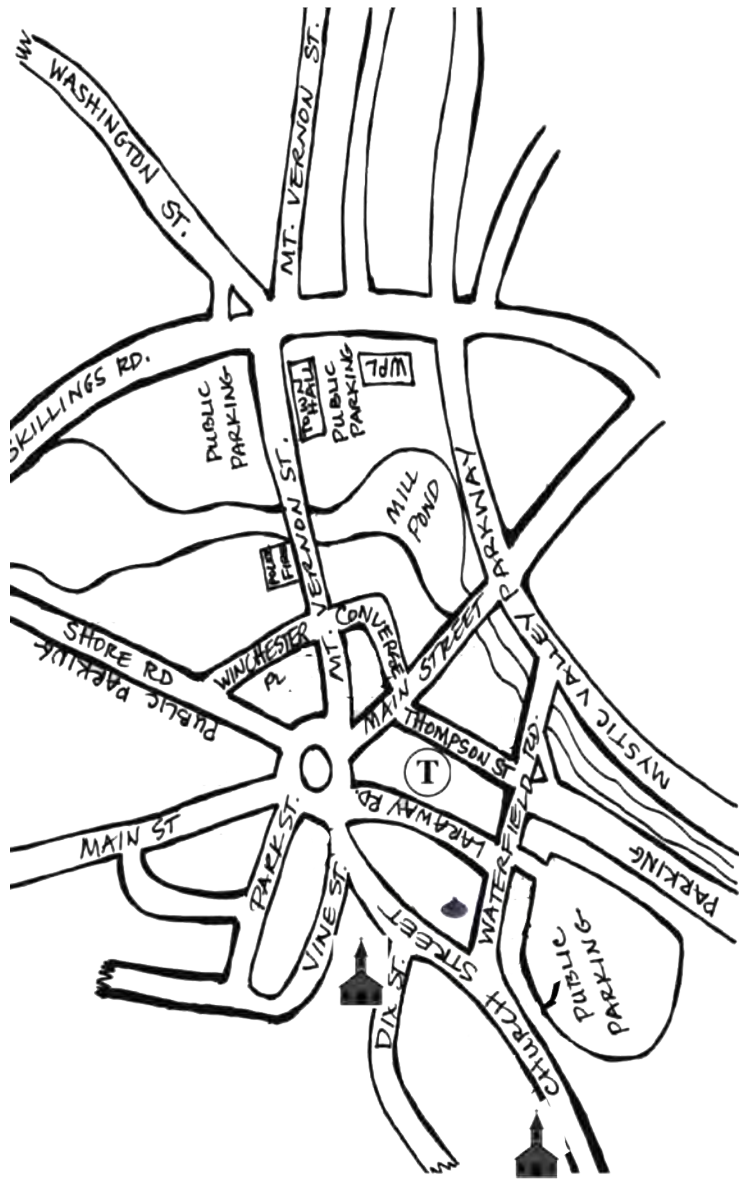 WASHINGTON ST.
MT. VERNON ST.
SKILLINGS RD.
PUBLIC
PARKING
TOWN
HALL
PUBLIC
PARKING
WPL
MILL
POND
PARKWAY
MT. VERNON ST.
POLICE
FIRE
CONVERSE
WINCHESTER
PL
SHORE RD
PUBLIC PARKING
MAIN STREET
MYSTIC VALLEY
THOMPSON ST
T
MAIN ST
PARK ST.
LARAWAY RD.
WATERFIELD RD.
PARKING
VINE ST.
CHURCH STREET
DIX ST.
PUBLIC
PARKING